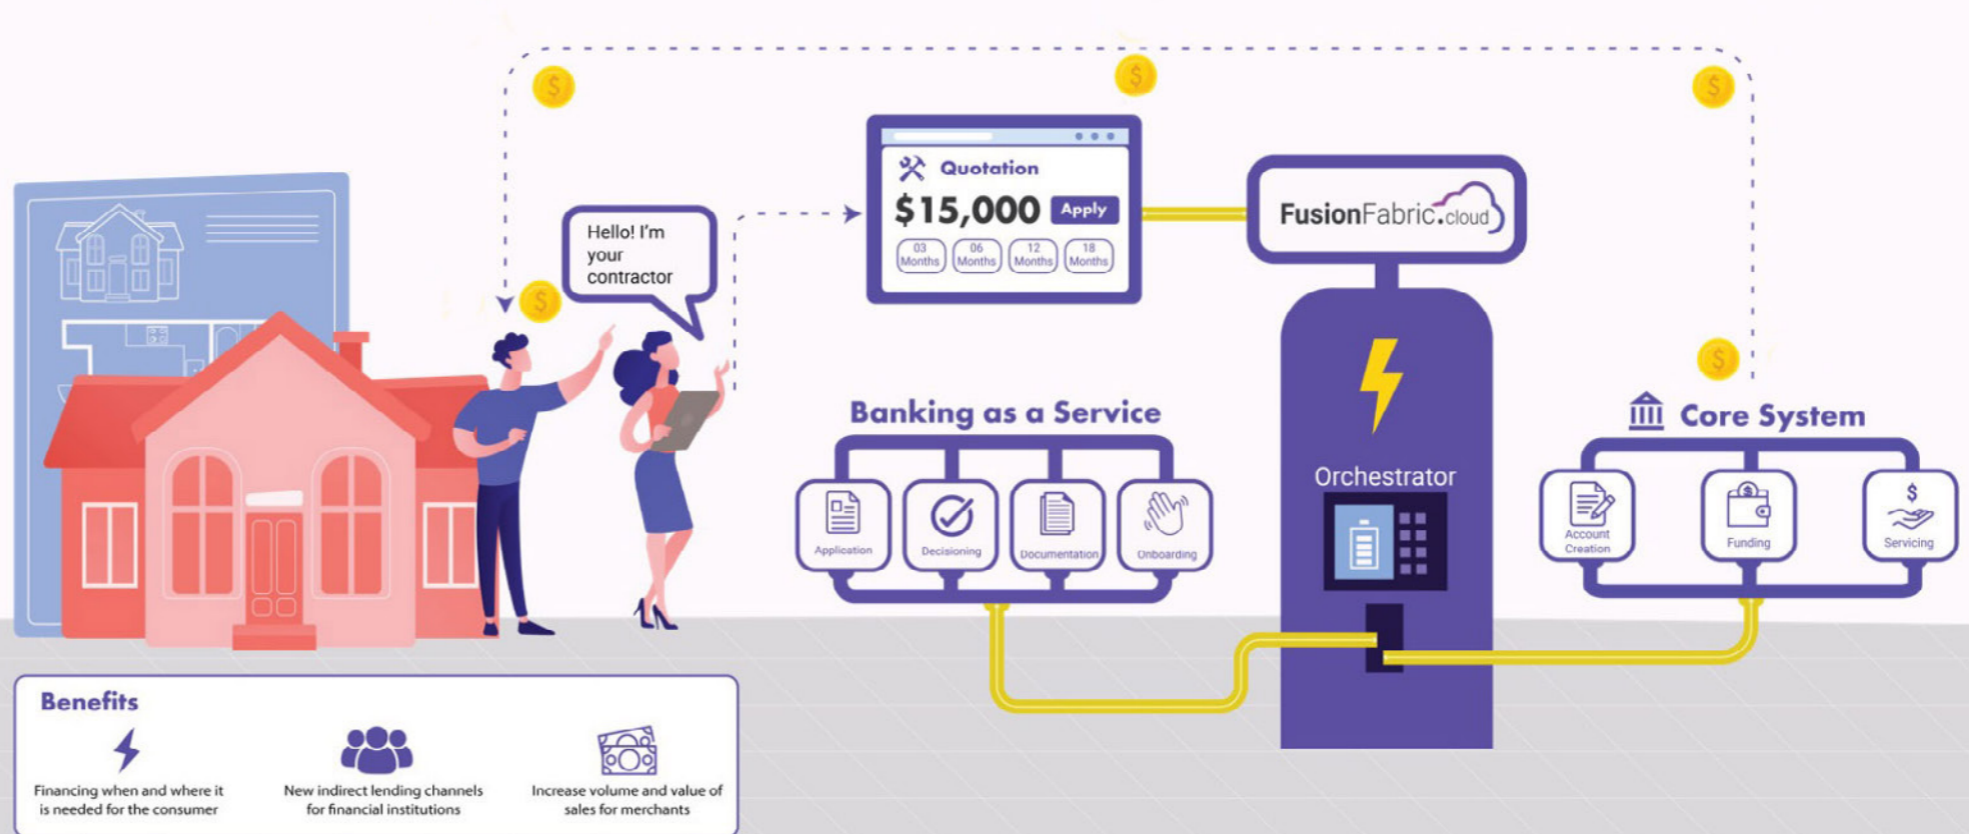 Hello! I'm
your
contractor
Quotation
$15,000 Apply
03
Months
06
Months
12
Months
18
Months
FusionFabric.cloud
Banking as a Service
Application
Decisioning
Documentation
Onboarding
Orchestrator
Core System
Account
Creation
Funding
Servicing
Benefits
Financing when and where it
is needed for the consumer
New indirect lending channels
for financial institutions
Increase volume and value of
sales for merchants